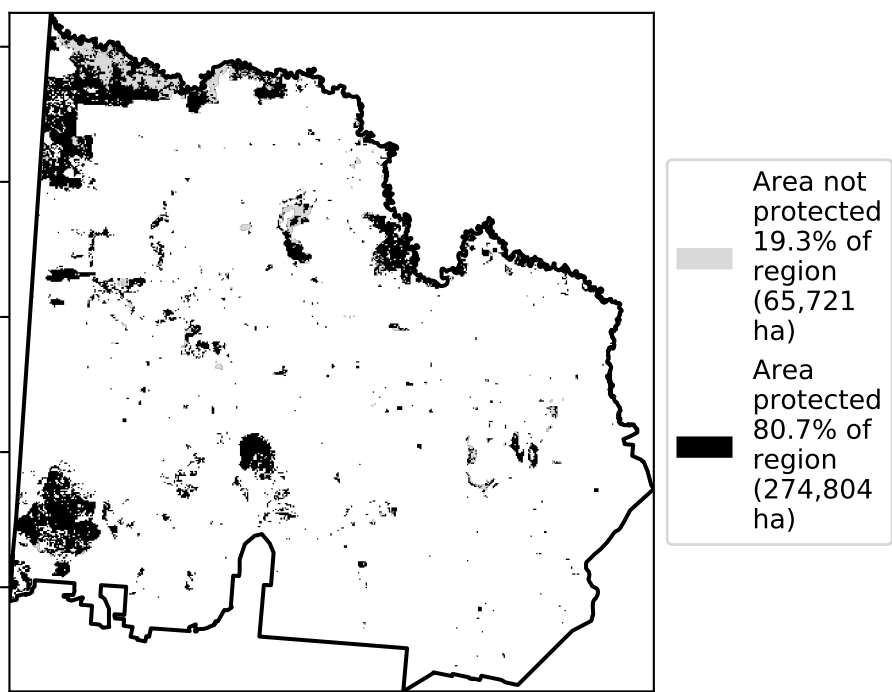 Area not
protected
19.3% of
region
(65,721
ha)
Area
protected
80.7% of
region
(274,804
ha)